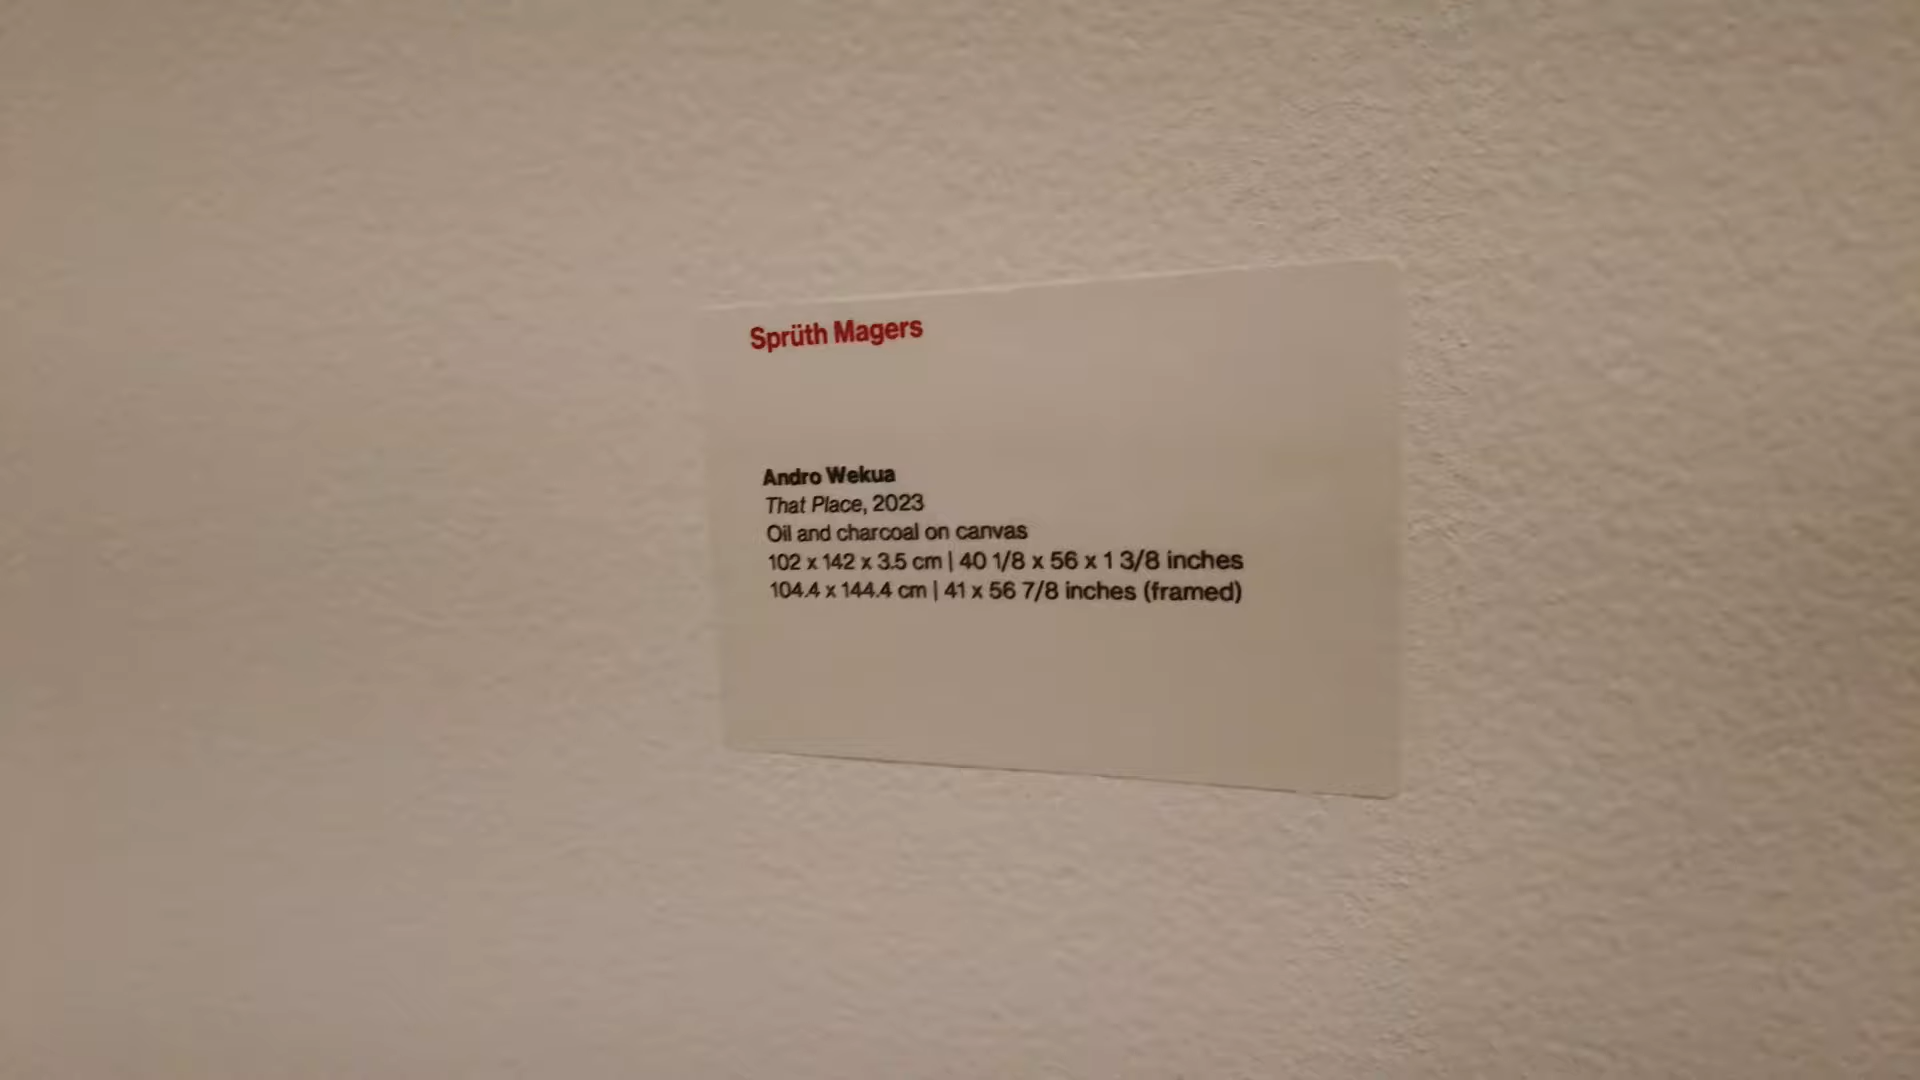 Sprüth Magers
Andro Wekua
That Place, 2023
Oil and charcoal on canvas
102 x 142 x 3.5 cm | 40 1/8 x 56 x 1 3/8 inches
104.4 x 144.4 cm | 41 x 56 7/8 inches (framed)